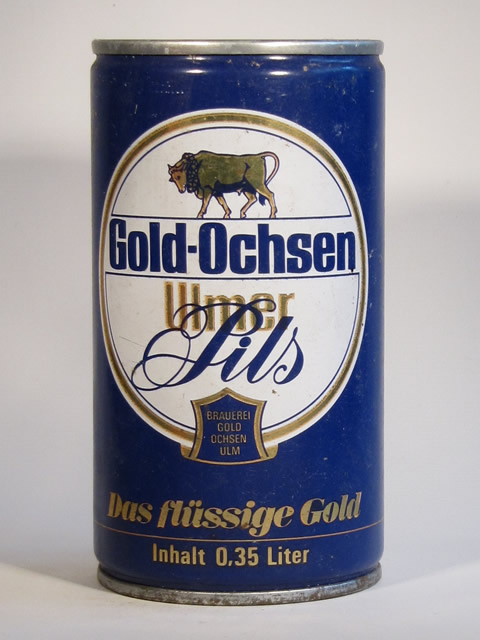 Gold-Ochsen
Ulmer
Pils
BRAUEREI
GOLD
OCHSEN
ULM
Das flüssige Gold
Inhalt 0,35 Liter